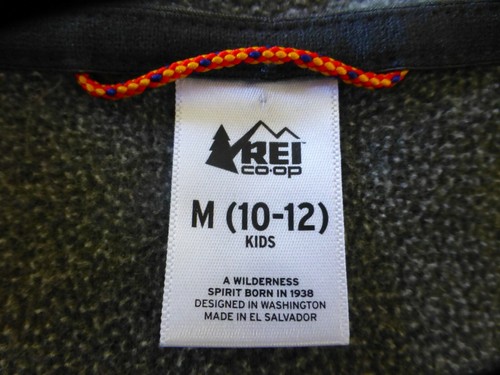 REI
CO·OP
M (10-12)
KIDS
A WILDERNESS
SPIRIT BORN IN 1938
DESIGNED IN WASHINGTON
MADE IN EL SALVADOR